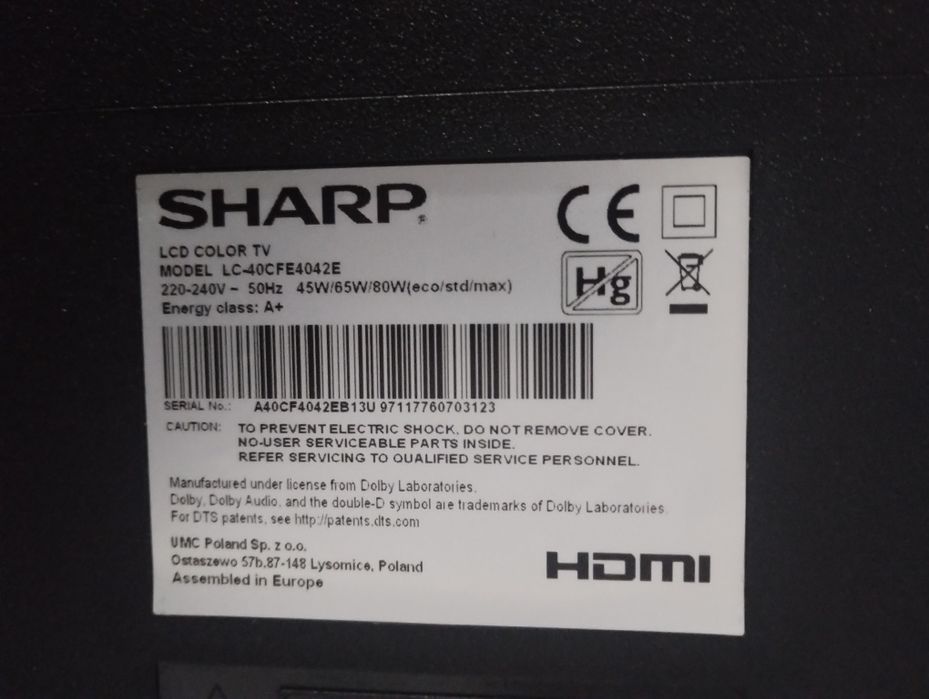 SHARP®
LCD COLOR TV
MODEL LC-40CFE4042E
220-240V ~ 50Hz 45W/65W/80W(eco/std/max)
Energy class: A+
CE
Hg
SERIAL No.: A40CF4042EB13U 97117760703123
CAUTION: TO PREVENT ELECTRIC SHOCK, DO NOT REMOVE COVER.
NO-USER SERVICEABLE PARTS INSIDE.
REFER SERVICING TO QUALIFIED SERVICE PERSONNEL.
Manufactured under license from Dolby Laboratories.
Dolby, Dolby Audio, and the double-D symbol are trademarks of Dolby Laboratories.
For DTS patents, see http://patents.dts.com
UMC Poland Sp. z o.o.
Ostaszewo 57b,87-148 Lysomice, Poland
Assembled in Europe
HDMI